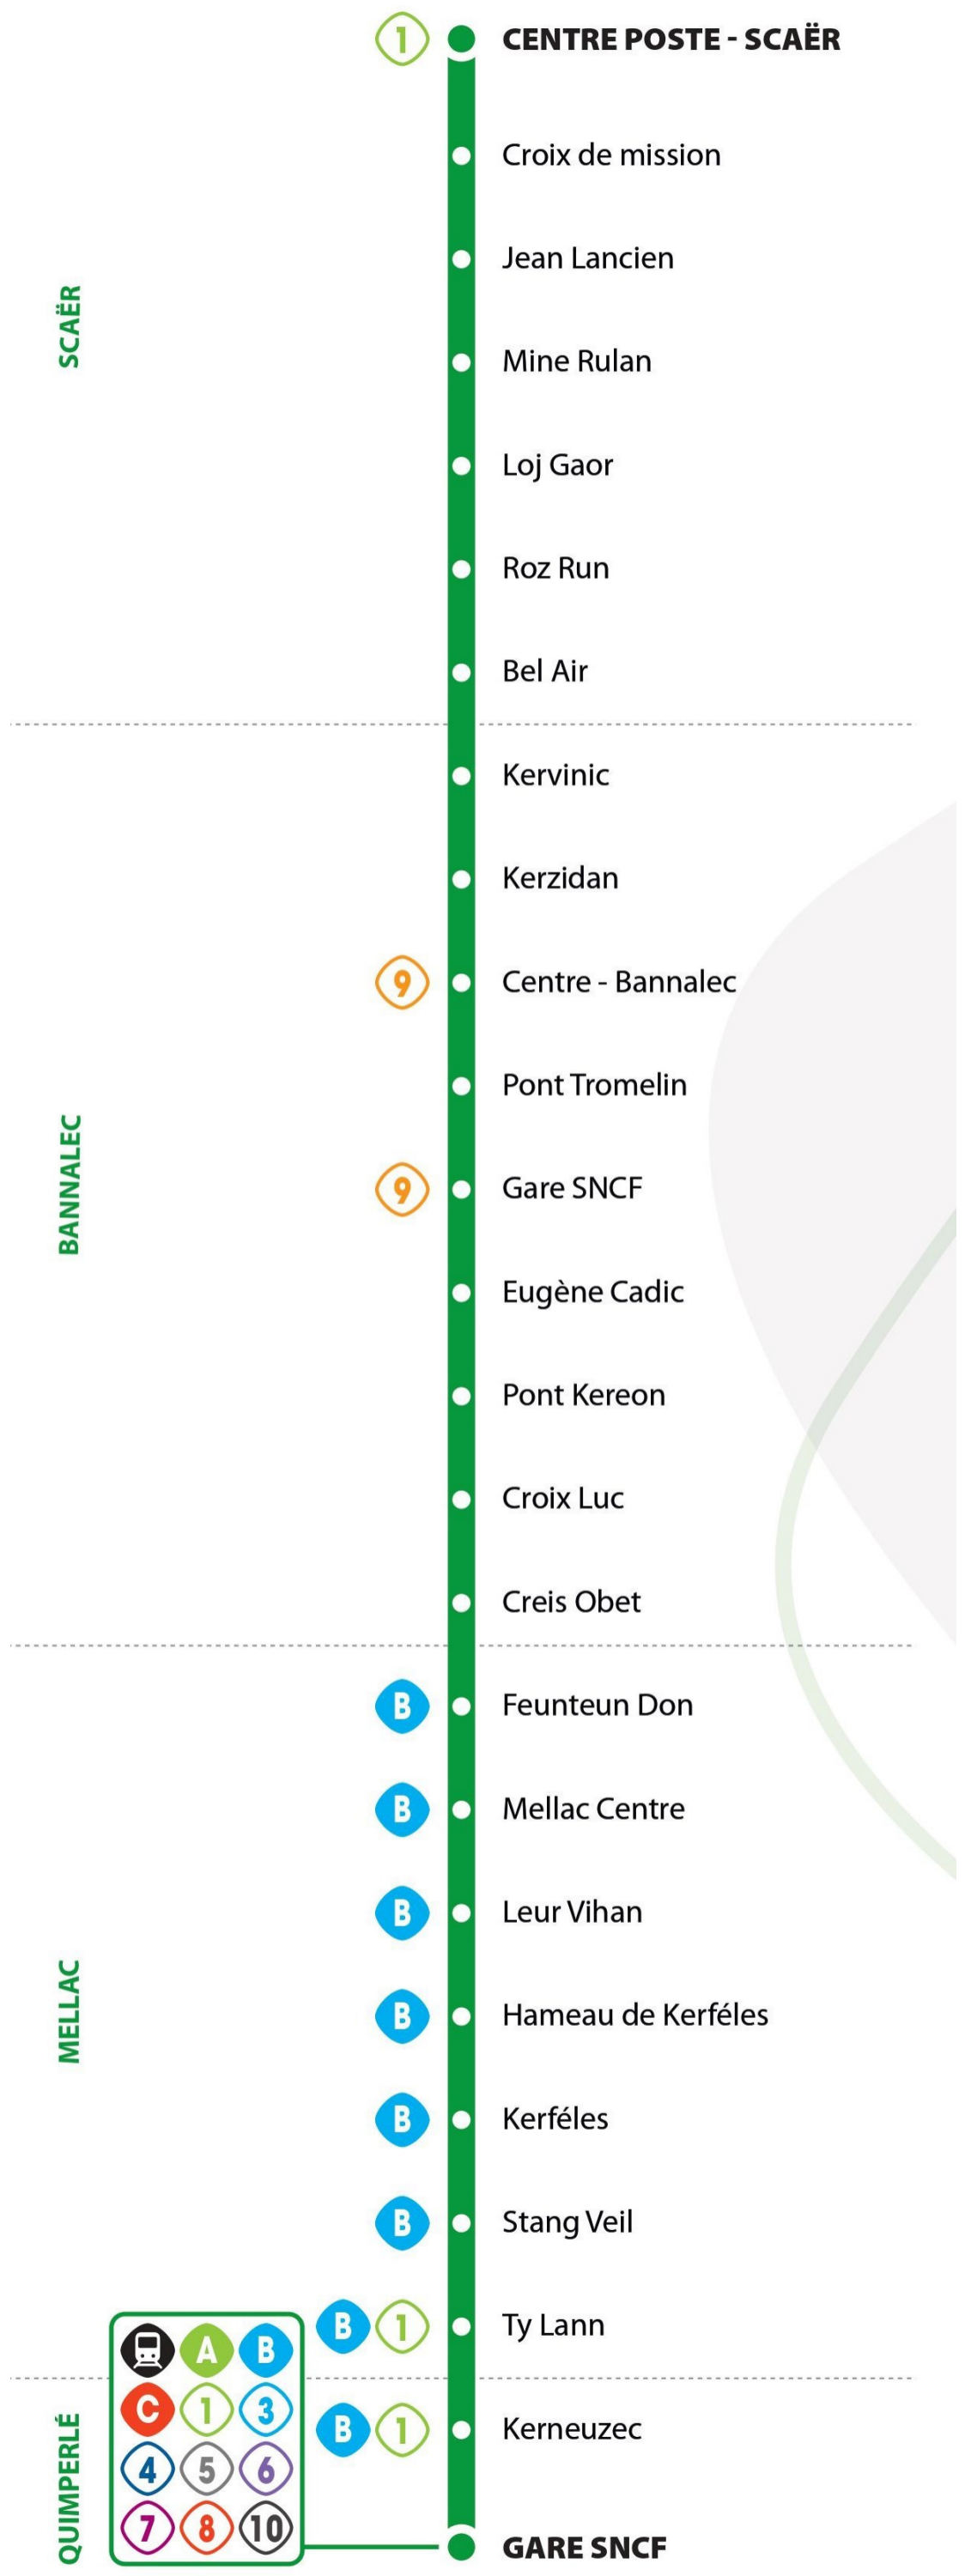 1 CENTRE POSTE - SCAËR
Croix de mission
Jean Lancien
SCAËR
Mine Rulan
Loj Gaor
Roz Run
Bel Air
Kervinic
Kerzidan
9 Centre - Bannalec
Pont Tromelin
BANNALEC
9 Gare SNCF
Eugène Cadic
Pont Kereon
Croix Luc
Creis Obet
B Feunteun Don
B Mellac Centre
B Leur Vihan
MELLAC
B Hameau de Kerféles
B Kerféles
B Stang Veil
B 1 Ty Lann
A B
C 1 3
B 1 Kerneuzec
4 5 6
7 8 10
QUIMPERLÉ
GARE SNCF